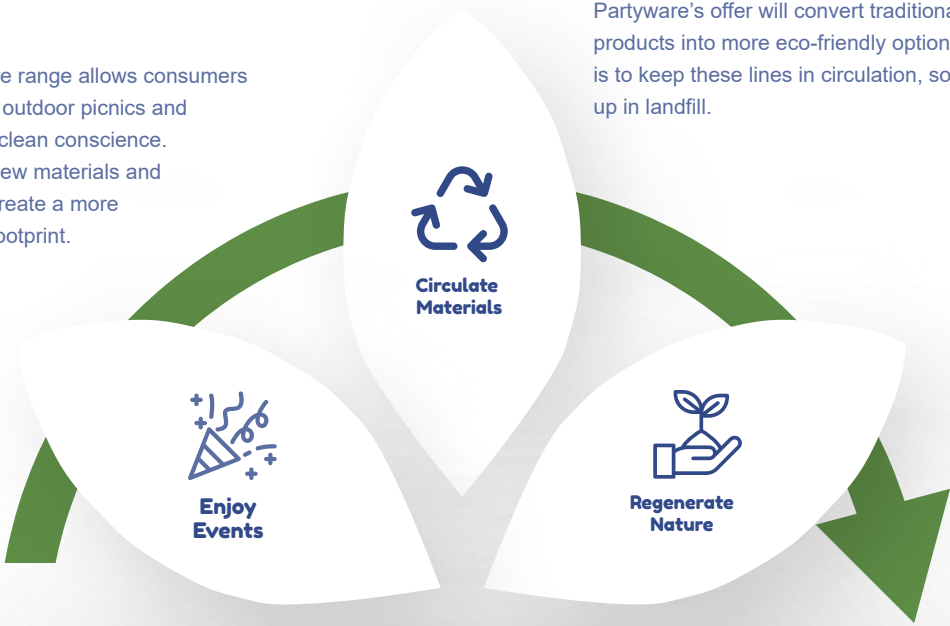 re range allows consumers
outdoor picnics and
clean conscience.
ew materials and
reate a more
ootprint.
Partyware's offer will convert traditiona
products into more eco-friendly option
is to keep these lines in circulation, so
up in landfill.
Circulate
Materials
Enjoy
Events
Regenerate
Nature